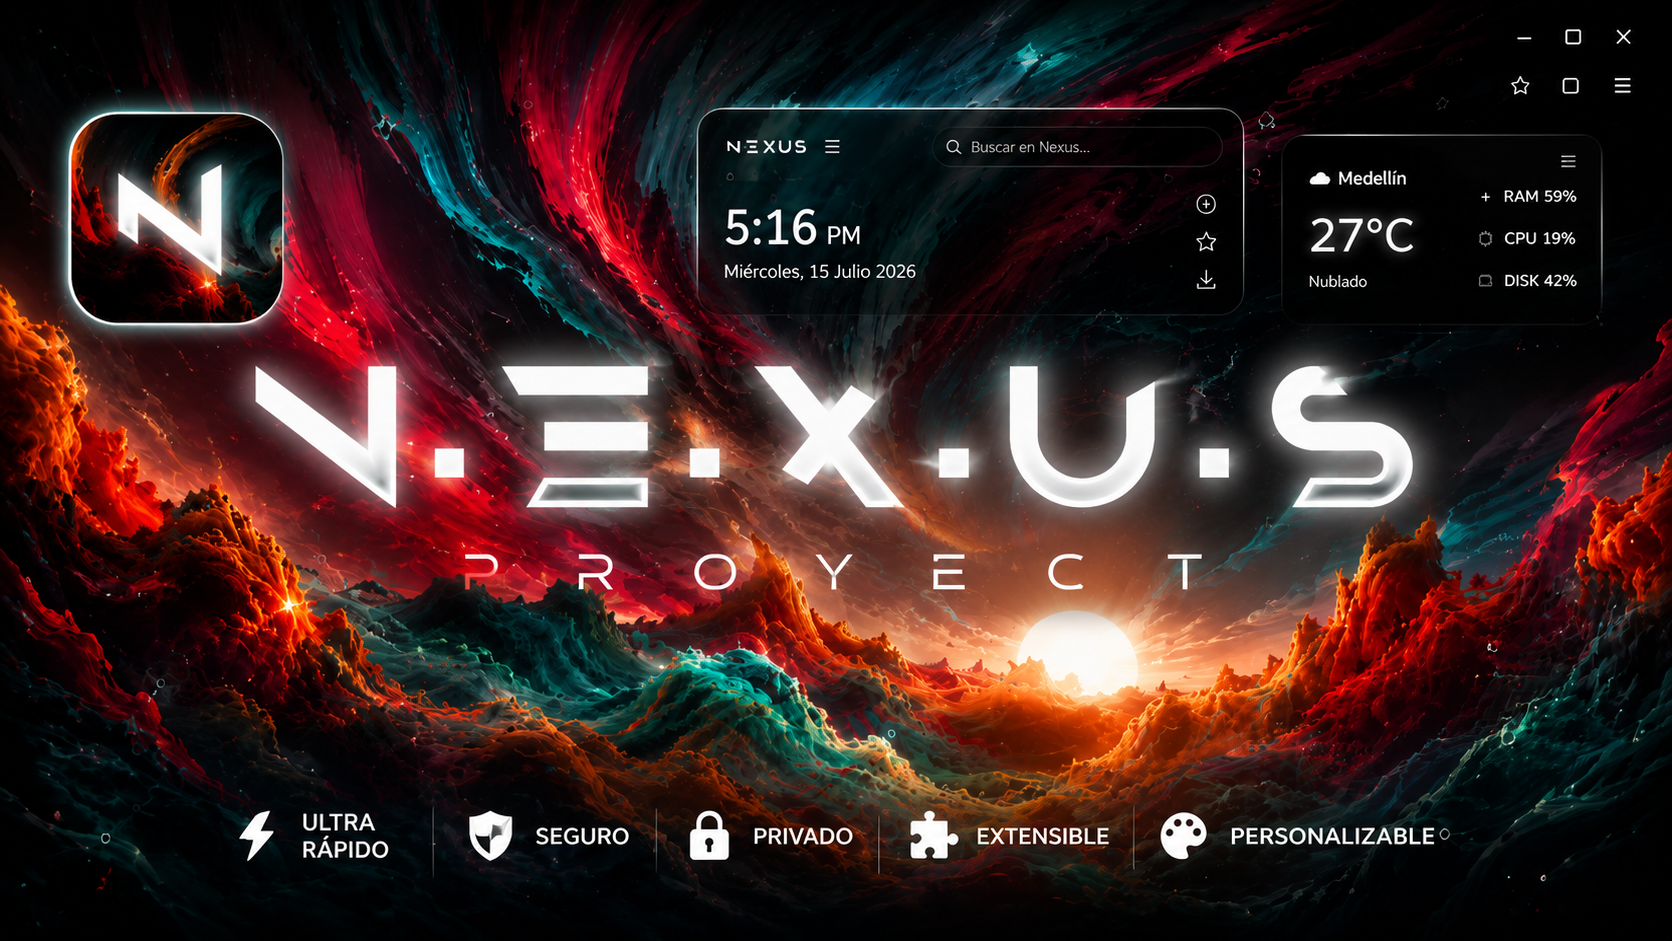 N
NEXUS
Buscar en Nexus...
5:16 PM
Miércoles, 15 Julio 2026
Medellín
27°C
Nublado
RAM 59%
CPU 19%
DISK 42%
N.E.X.U.S
PROYECT
ULTRA
RÁPIDO
SEGURO
PRIVADO
EXTENSIBLE
PERSONALIZABLE